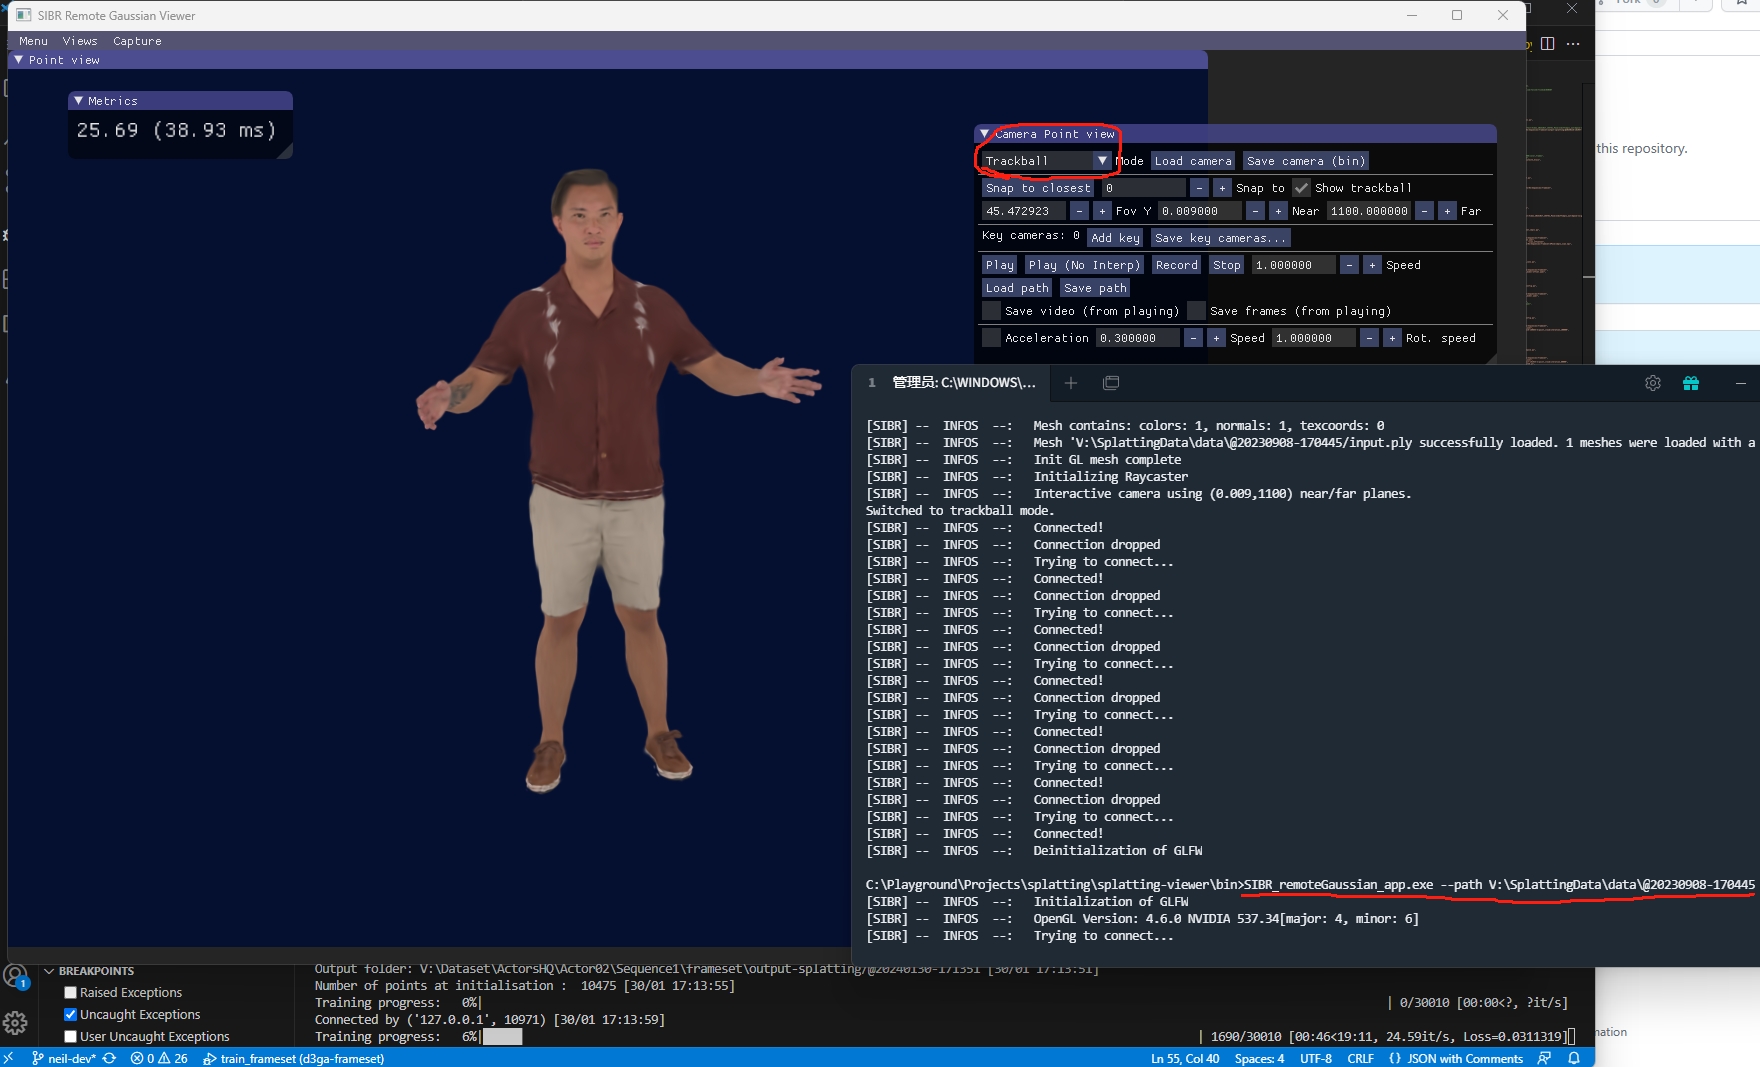 SIBR Remote Gaussian Viewer
Menu Views Capture
Point view
Metrics
25.69 (38.93 ms)
Camera Point view
Trackball Mode Load camera Save camera (bin)
Snap to closest 0 - + Snap to Show trackball
45.472923 - + Fov Y 0.009000 - + Near 1100.000000 - + Far
Key cameras: 0 Add key Save key cameras...
Play Play (No Interp) Record Stop 1.000000 - + Speed
Load path Save path
Save video (from playing) Save frames (from playing)
Acceleration 0.300000 - + Speed 1.000000 - + Rot. speed
this repository.
1 管理员: C:\WINDOWS\...
[SIBR] -- INFOS --: Mesh contains: colors: 1, normals: 1, texcoords: 0
[SIBR] -- INFOS --: Mesh 'V:\SplattingData\data\@20230908-170445/input.ply successfully loaded. 1 meshes were loaded with a
[SIBR] -- INFOS --: Init GL mesh complete
[SIBR] -- INFOS --: Initializing Raycaster
[SIBR] -- INFOS --: Interactive camera using (0.009,1100) near/far planes.
Switched to trackball mode.
[SIBR] -- INFOS --: Connected!
[SIBR] -- INFOS --: Connection dropped
[SIBR] -- INFOS --: Trying to connect...
[SIBR] -- INFOS --: Connected!
[SIBR] -- INFOS --: Connection dropped
[SIBR] -- INFOS --: Trying to connect...
[SIBR] -- INFOS --: Connected!
[SIBR] -- INFOS --: Connection dropped
[SIBR] -- INFOS --: Trying to connect...
[SIBR] -- INFOS --: Connected!
[SIBR] -- INFOS --: Connection dropped
[SIBR] -- INFOS --: Trying to connect...
[SIBR] -- INFOS --: Connected!
[SIBR] -- INFOS --: Connection dropped
[SIBR] -- INFOS --: Trying to connect...
[SIBR] -- INFOS --: Connected!
[SIBR] -- INFOS --: Connection dropped
[SIBR] -- INFOS --: Trying to connect...
[SIBR] -- INFOS --: Connected!
[SIBR] -- INFOS --: Deinitialization of GLFW
C:\Playground\Projects\splatting\splatting-viewer\bin>SIBR_remoteGaussian_app.exe --path V:\SplattingData\data\@20230908-170445
[SIBR] -- INFOS --: Initialization of GLFW
[SIBR] -- INFOS --: OpenGL Version: 4.6.0 NVIDIA 537.34[major: 4, minor: 6]
[SIBR] -- INFOS --: Trying to connect...
BREAKPOINTS
Raised Exceptions
Uncaught Exceptions
User Uncaught Exceptions
Output folder: V:\Dataset\ActorsHQ\Actor02\Sequence1\frameset\output-splatting/@20240130-171351 [30/01 17:13:51]
Number of points at initialisation : 10475 [30/01 17:13:55]
Training progress: 0%| | 0/30010 [00:00<?, ?it/s]
Connected by ('127.0.0.1', 10971) [30/01 17:13:59]
Training progress: 6%| | 1690/30010 [00:46<19:11, 24.59it/s, Loss=0.0311319]
1
neil-dev* 0 26 train_frameset (d3ga-frameset) Ln 55, Col 40 Spaces: 4 UTF-8 CRLF {} JSON with Comments